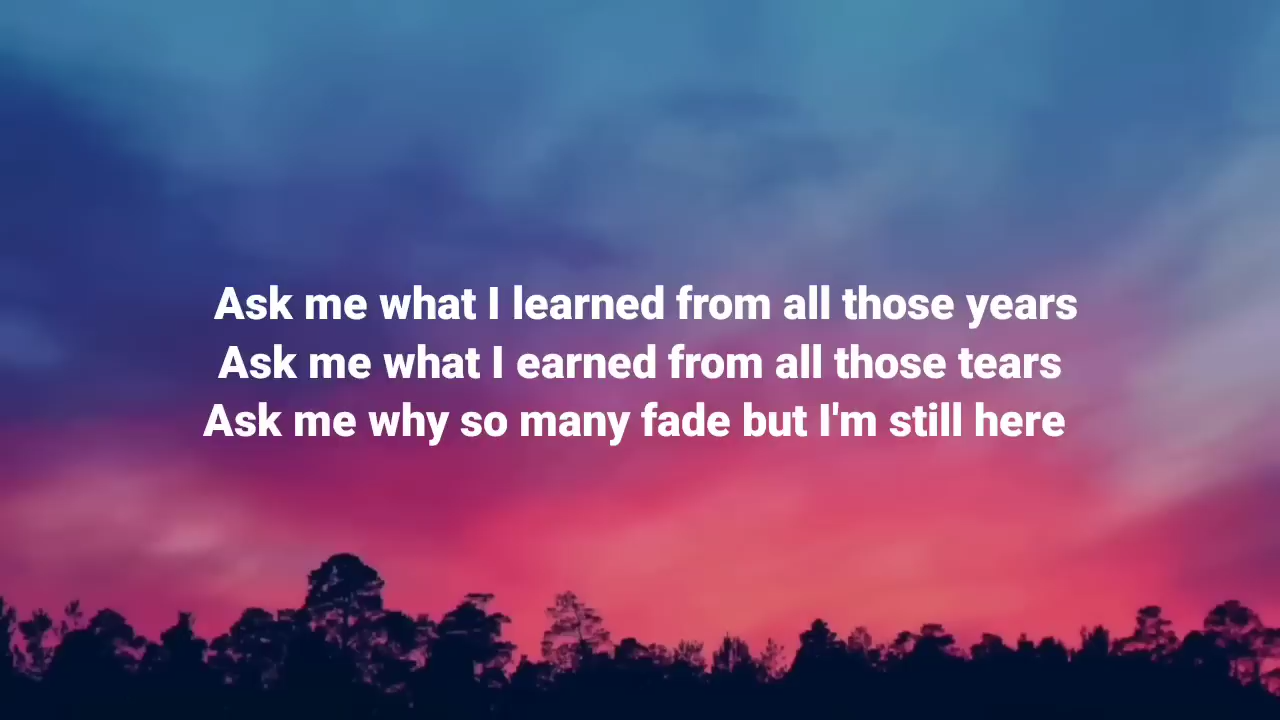 Ask me what I learned from all those years
Ask me what I earned from all those tears
Ask me why so many fade but I'm still here